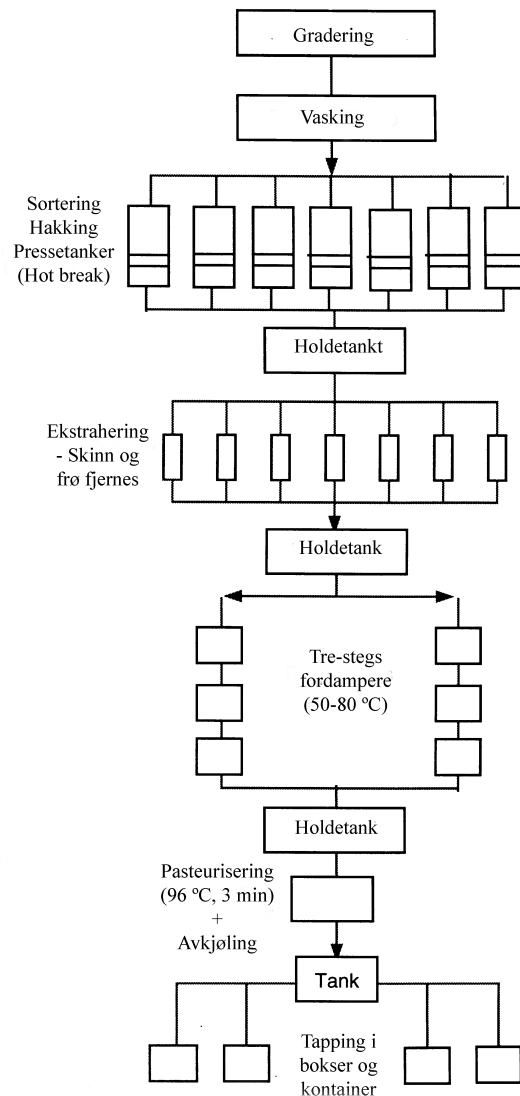 Gradering
Vasking
Sortering
Hakking
Pressetanker
(Hot break)
Holdetankt
Ekstrahering
- Skinn og
frø fjernes
Holdetank
Tre-stegs
fordampere
(50-80 ºC)
Holdetank
Pasteurisering
(96 ºC, 3 min)
+
Avkjøling
Tank
Tapping i
bokser og
kontainer